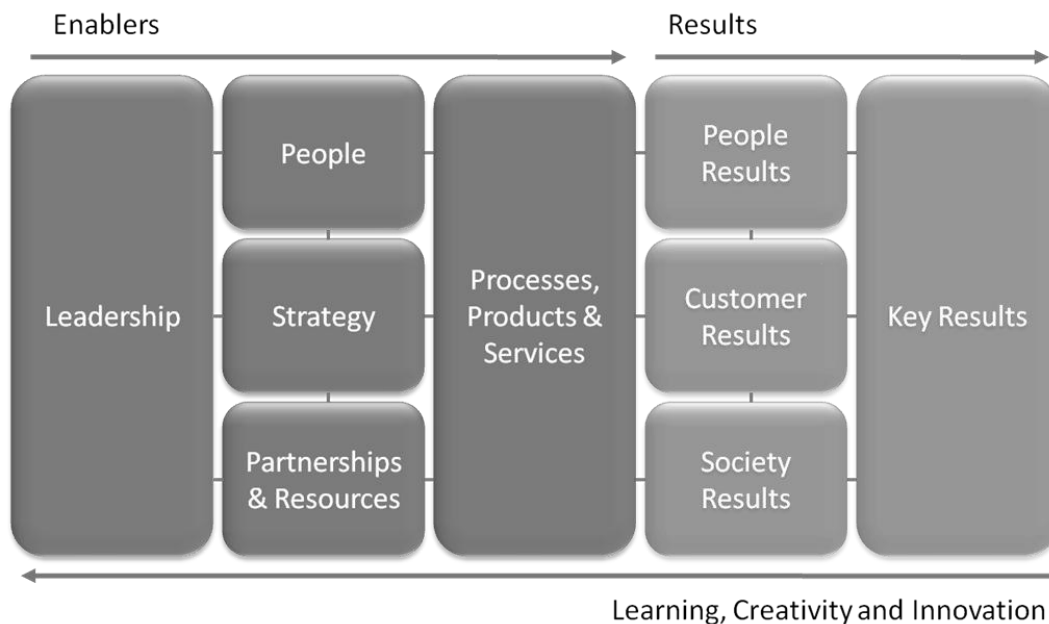 Enablers
Results
Leadership
People
Strategy
Partnerships
& Resources
Processes,
Products &
Services
People
Results
Customer
Results
Society
Results
Key Results
Learning, Creativity and Innovation